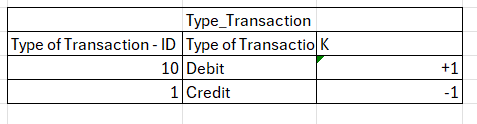 Type_Transaction
Type of Transaction - ID Type of Transactio K
10 Debit +1
1 Credit -1